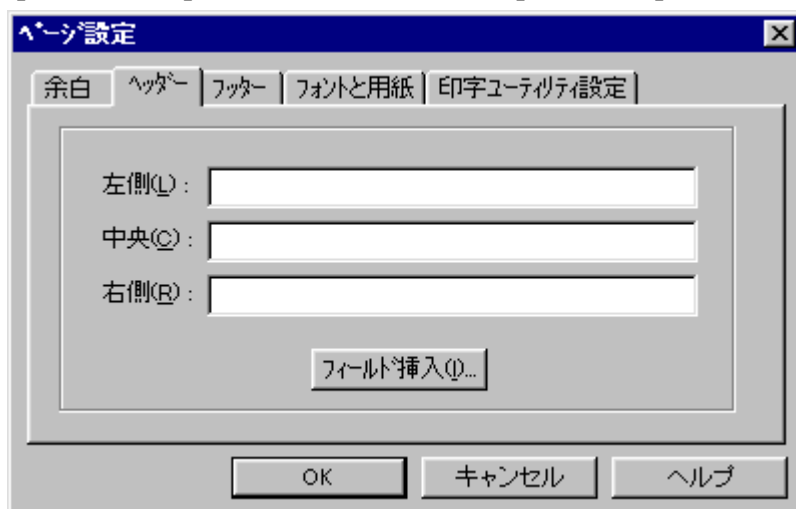 ﾍﾟｰｼﾞ設定
余白 ﾍｯﾀﾞｰ ﾌｯﾀｰ ﾌｫﾝﾄと用紙 印字ﾕｰﾃｨﾘﾃｨ設定
左側(L) :
中央(C) :
右側(R) :
ﾌｨｰﾙﾄﾞ挿入(I)...
OK キャンセル ヘルプ